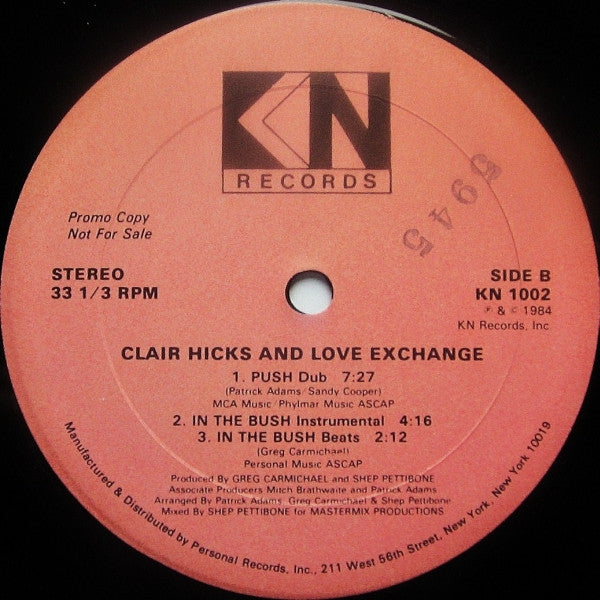 KN
RECORDS
5945
Promo Copy
Not For Sale
STEREO
33 1/3 RPM
SIDE B
KN 1002
℗ & © 1984
KN Records, Inc
CLAIR HICKS AND LOVE EXCHANGE
1. PUSH Dub 7:27
(Patrick Adams/Sandy Cooper)
MCA Music/Phylmar Music ASCAP
2. IN THE BUSH Instrumental 4:16
3. IN THE BUSH Beats 2:12
(Greg Carmichael)
Personal Music ASCAP
Produced By GREG CARMICHAEL and SHEP PETTIBONE
Associate Producers Mitch Brathwaite and Patrick Adams
Arranged By Patrick Adams, Greg Carmichael & Shep Pettibone
Mixed By SHEP PETTIBONE for MASTERMIX PRODUCTIONS
Manufactured & Distributed by Personal Records, Inc., 211 West 56th Street, New York, New York 10019